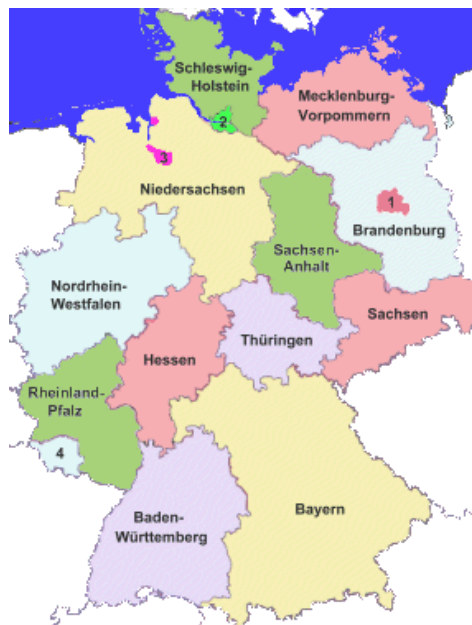 Schleswig-
Holstein
Mecklenburg-
Vorpommern
2
3
Niedersachsen
1
Brandenburg
Sachsen-
Anhalt
Nordrhein-
Westfalen
Sachsen
Thüringen
Hessen
Rheinland-
Pfalz
4
Baden-
Württemberg
Bayern